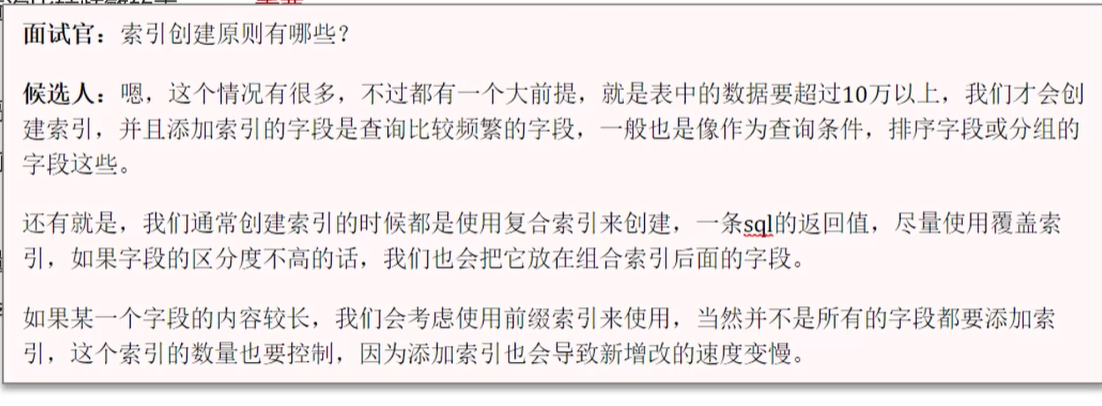 面试官：索引创建原则有哪些？
候选人：嗯，这个情况有很多，不过都有一个大前提，就是表中的数据要超过10万以上，我们才会创
建索引，并且添加索引的字段是查询比较频繁的字段，一般也是像作为查询条件，排序字段或分组的
字段这些。
还有就是，我们通常创建索引的时候都是使用复合索引来创建，一条sql的返回值，尽量使用覆盖索
引，如果字段的区分度不高的话，我们也会把它放在组合索引后面的字段。
如果某一个字段的内容较长，我们会考虑使用前缀索引来使用，当然并不是所有的字段都要添加索
引，这个索引的数量也要控制，因为添加索引也会导致新增改的速度变慢。